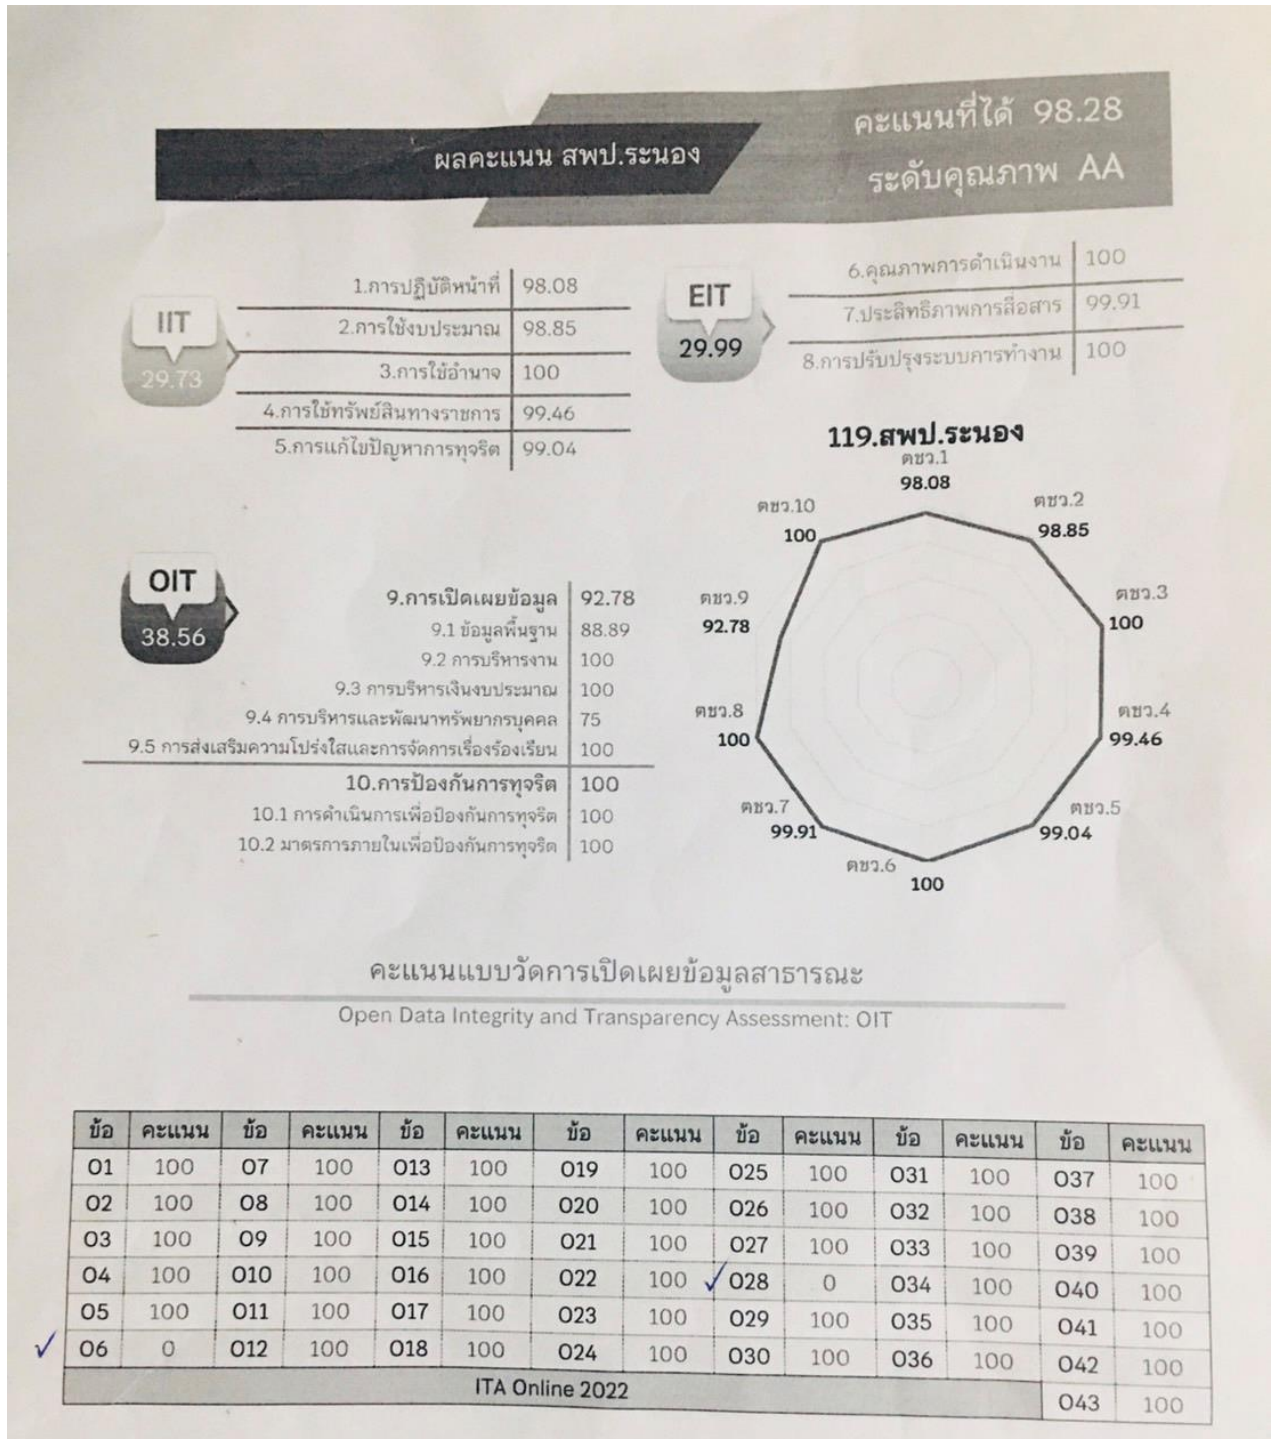 ผลคะแนน สพป.ระนอง
คะแนนที่ได้ 98.28
ระดับคุณภาพ AA
IIT
29.73
1.การปฏิบัติหน้าที่ 98.08
2.การใช้งบประมาณ 98.85
3.การใช้อำนาจ 100
4.การใช้ทรัพย์สินทางราชการ 99.46
5.การแก้ไขปัญหาการทุจริต 99.04
EIT
29.99
6.คุณภาพการดำเนินงาน 100
7.ประสิทธิภาพการสื่อสาร 99.91
8.การปรับปรุงระบบการทำงาน 100
OIT
38.56
9.การเปิดเผยข้อมูล 92.78
9.1 ข้อมูลพื้นฐาน 88.89
9.2 การบริหารงาน 100
9.3 การบริหารเงินงบประมาณ 100
9.4 การบริหารและพัฒนาทรัพยากรบุคคล 75
9.5 การส่งเสริมความโปร่งใสและการจัดการเรื่องร้องเรียน 100
10.การป้องกันการทุจริต 100
10.1 การดำเนินการเพื่อป้องกันการทุจริต 100
10.2 มาตรการภายในเพื่อป้องกันการทุจริต 100
119.สพป.ระนอง
ตชว.1
98.08
ตชว.2
98.85
ตชว.3
100
ตชว.4
99.46
ตชว.5
99.04
ตชว.6
100
ตชว.7
99.91
ตชว.8
100
ตชว.9
92.78
ตชว.10
100
คะแนนแบบวัดการเปิดเผยข้อมูลสาธารณะ
Open Data Integrity and Transparency Assessment: OIT
ข้อ คะแนน ข้อ คะแนน ข้อ คะแนน ข้อ คะแนน ข้อ คะแนน ข้อ คะแนน ข้อ คะแนน
O1 100 O7 100 O13 100 O19 100 O25 100 O31 100 O37 100
O2 100 O8 100 O14 100 O20 100 O26 100 O32 100 O38 100
O3 100 O9 100 O15 100 O21 100 O27 100 O33 100 O39 100
O4 100 O10 100 O16 100 O22 100 O28 0 O34 100 O40 100
O5 100 O11 100 O17 100 O23 100 O29 100 O35 100 O41 100
O6 0 O12 100 O18 100 O24 100 O30 100 O36 100 O42 100
ITA Online 2022 O43 100